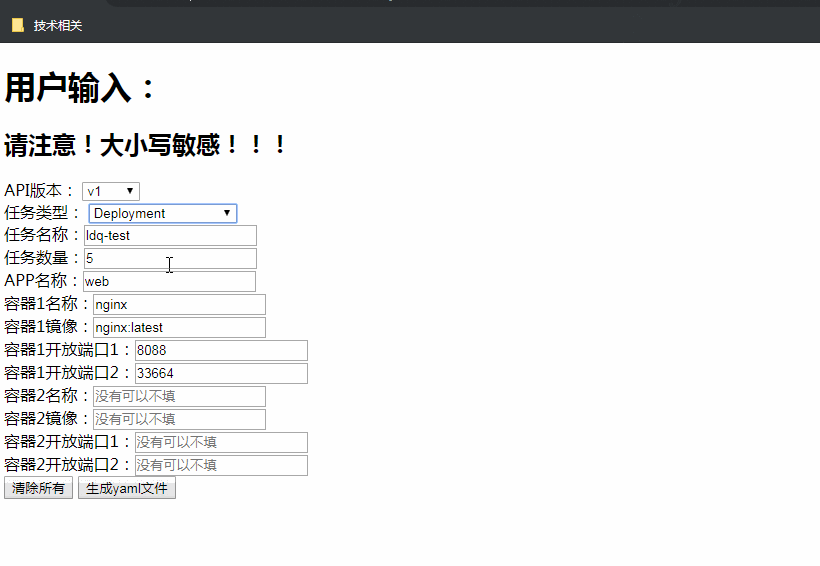 技术相关
用户输入：
请注意！大小写敏感！！！
API版本： v1
任务类型： Deployment
任务名称：ldq-test
任务数量：5
APP名称：web
容器1名称：nginx
容器1镜像：nginx:latest
容器1开放端口1：8088
容器1开放端口2：33664
容器2名称：没有可以不填
容器2镜像：没有可以不填
容器2开放端口1：没有可以不填
容器2开放端口2：没有可以不填
清除所有 生成yaml文件